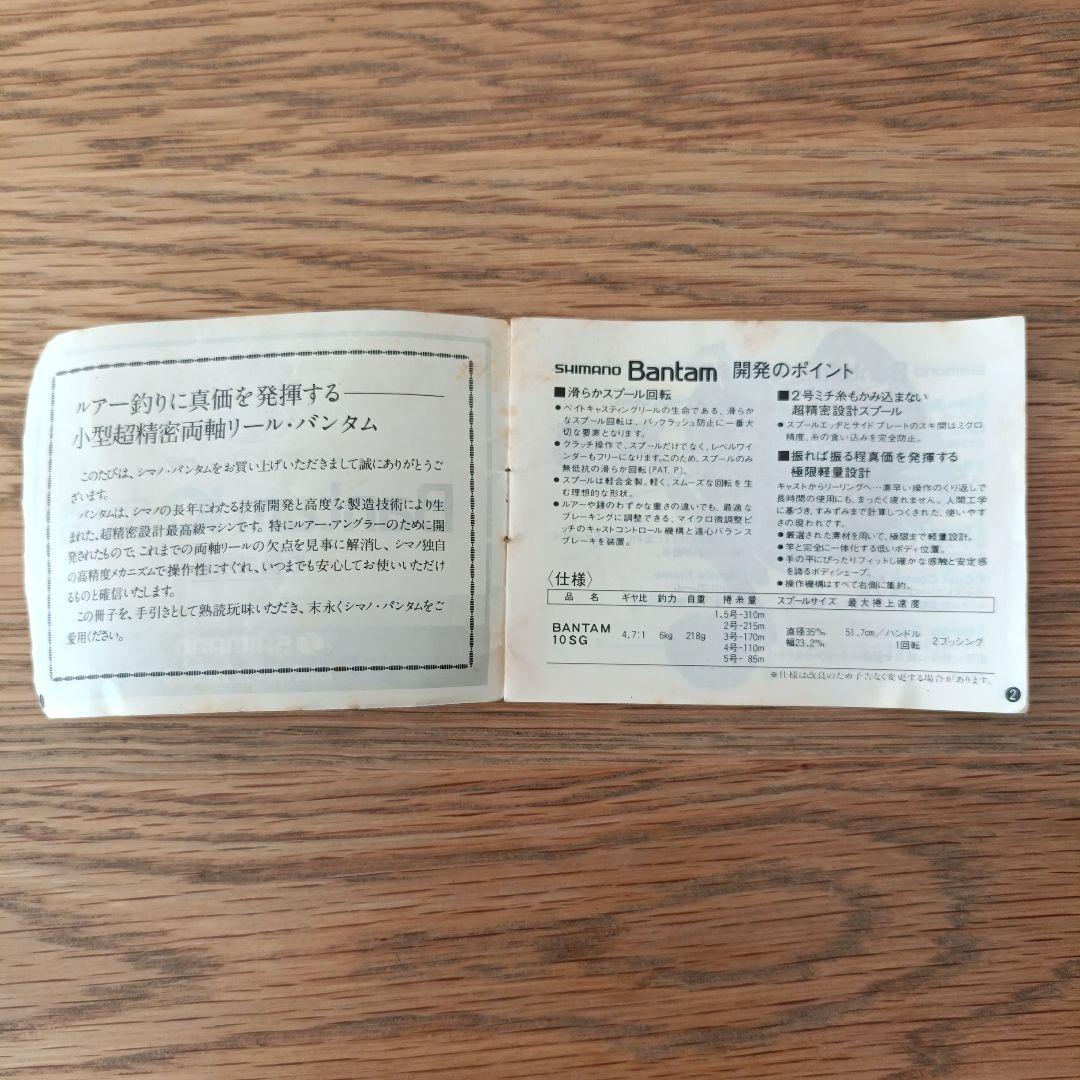 ルアー釣りに真価を発揮する――
小型超精密両軸リール・バンタム
このたびは、シマノ・バンタムをお買い上げいただきまして誠にありがとうご
ざいます。
バンタムは、シマノの長年にわたる技術開発と高度な製造技術により生
まれた、超精密設計最高級マシンです。特にルアー・アングラーのために開
発されたもので、これまでの両軸リールの欠点を見事に解消し、シマノ独自
の高精度メカニズムで操作性にすぐれ、いつまでも安心してお使いいただけ
るものと確信いたします。
この冊子を、手引きとして熟読玩味いただき、末永くシマノ・バンタムをご
愛用ください。
SHIMANO Bantam 開発のポイント
■滑らかスプール回転
●ベイトキャスティングリールの生命である、滑らか
なスプール回転は、バックラッシュ防止に一番大
切な要素となります。
●クラッチ操作で、スプールだけでなく、レベルワイ
ンダーもフリーになります。このため、スプールのみ
無低抗の滑らか回転(PAT. P)。
●スプールは軽合金製。軽く、スムーズな回転を生
む理想的な形状。
●ルアーや錘のわずかな重さの違いでも、最適な
ブレーキングに調整できる、マイクロ微調整ピ
ッチのキャストコントロール機構と遠心バランス
ブレーキを装置。
■2号ミチ糸もかみ込まない
超精密設計スプール
●スプールエッヂとサイドプレートのスキ間はミクロ
精度、糸の食い込みを完全防止。
■振れば振る程真価を発揮する
極限軽量設計
キャストからリーリングへ…素早い操作のくり返しで
長時間の使用にも、まったく疲れません。人間工学
に基づき、すみずみまで計算しつくされた、使いやす
さの現われです。
●厳選された素材を用いて、極限まで軽量設計。
●竿と完全に一体化する低いボディ位置。
●手の平にぴったりフィットし確かな感触と安定感
を誇るボディシェープ。
●操作機構はすべて右側に集約。
〈仕様〉
品名 ギヤ比 釣力 自重 捲糸量 スプールサイズ 最大捲上速度
BANTAM 10SG 4.7:1 6kg 218g 1.5号-310m 2号-215m 3号-170m 4号-110m 5号- 85m 直径35m/m 幅23.2m/m 51.7cm/ハンドル1回転 2ブッシング
※仕様は改良のため予告なく変更する場合があります。
2